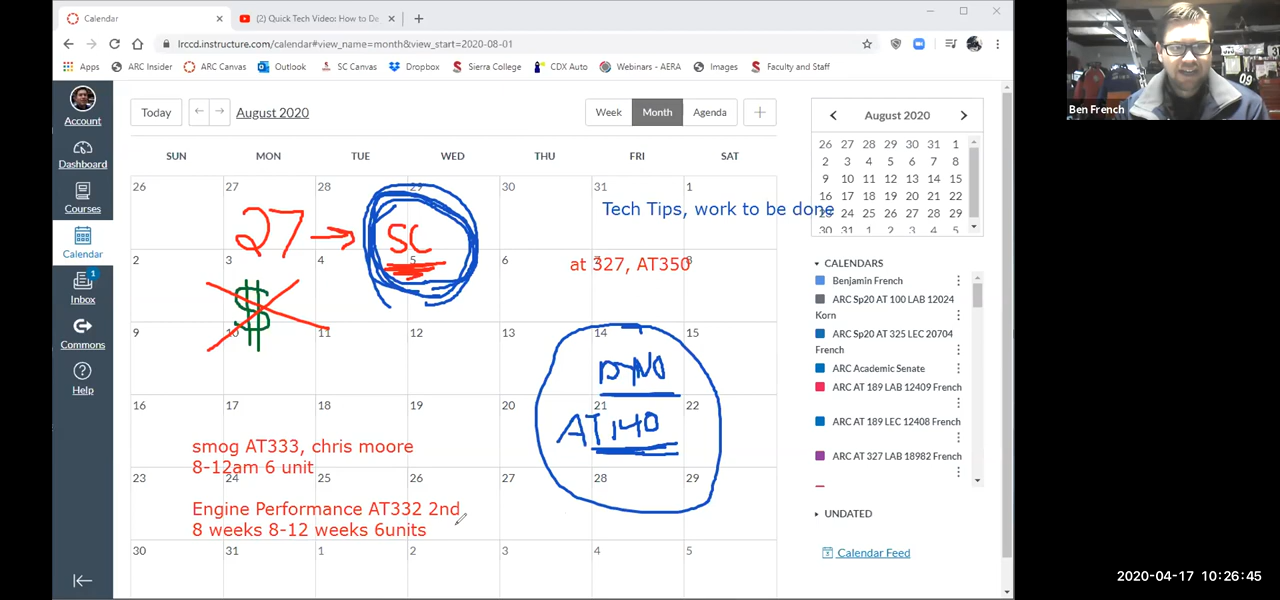 Calendar
(2) Quick Tech Video: How to De
lrccd.instructure.com/calendar#view_name=month&view_start=2020-08-01
Apps ARC Insider ARC Canvas Outlook SC Canvas Dropbox Sierra College CDX Auto Webinars - AERA Images Faculty and Staff
Ben French
Account
Dashboard
Courses
Calendar
1
Inbox
Commons
Help
Today August 2020 Week Month Agenda
SUN MON TUE WED THU FRI SAT
26 27 28 29 30 31 1
Tech Tips, work to be done
27 SC
2 3 4 5 6 7 8
at 327, AT350
$
9 10 11 12 13 14 15
DYNO
16 17 18 19 20 21 22
AT140
smog AT333, chris moore
8-12am 6 unit
23 24 25 26 27 28 29
Engine Performance AT332 2nd
8 weeks 8-12 weeks 6units
30 31 1 2 3 4 5
August 2020
26 27 28 29 30 31 1
2 3 4 5 6 7 8
9 10 11 12 13 14 15
16 17 18 19 20 21 22
23 24 25 26 27 28 29
30 31 1 2 3 4 5
CALENDARS
Benjamin French
ARC Sp20 AT 100 LAB 12024
Korn
ARC Sp20 AT 325 LEC 20704
French
ARC Academic Senate
ARC AT 189 LAB 12409 French
ARC AT 189 LEC 12408 French
ARC AT 327 LAB 18982 French
UNDATED
Calendar Feed
09
2020-04-17 10:26:45